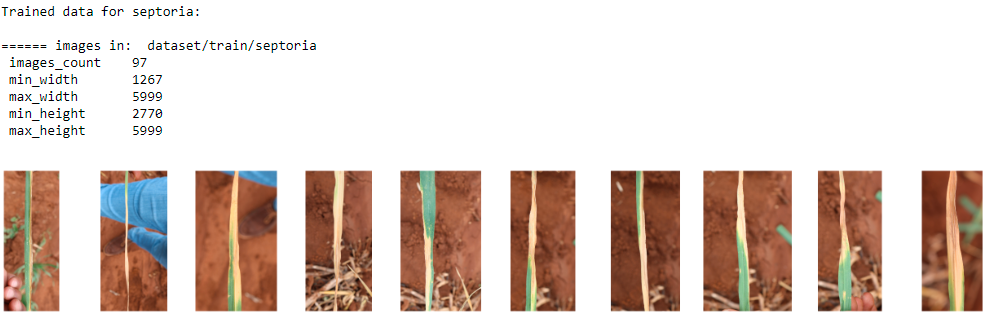 Trained data for septoria:
====== images in:  dataset/train/septoria
images_count    97
min_width       1267
max_width       5999
min_height      2770
max_height      5999